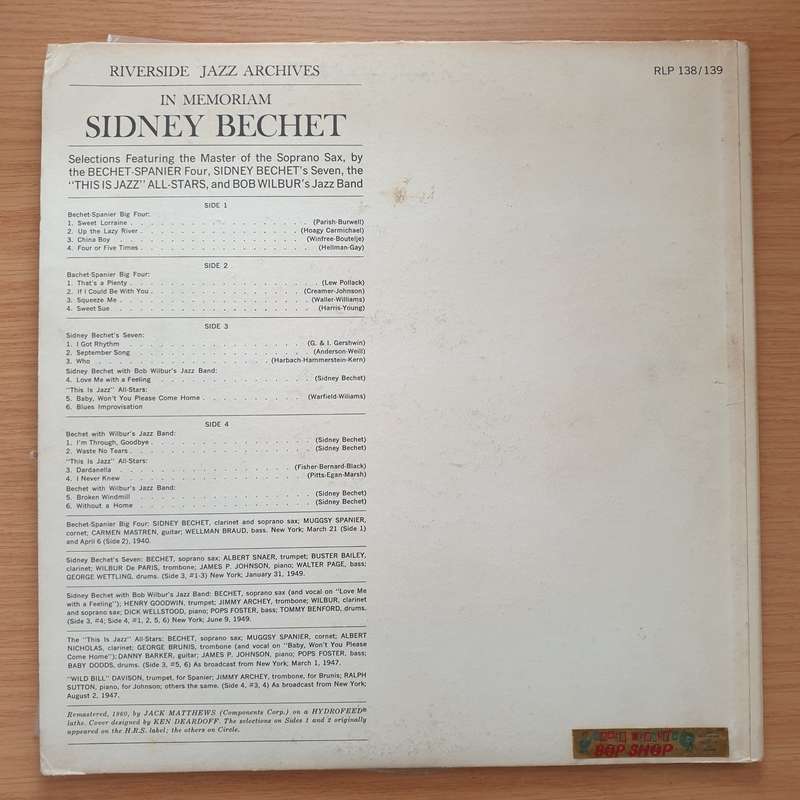 RIVERSIDE JAZZ ARCHIVES
RLP 138/139
IN MEMORIAM
SIDNEY BECHET
Selections Featuring the Master of the Soprano Sax, by
the BECHET-SPANIER Four, SIDNEY BECHET's Seven, the
"THIS IS JAZZ" ALL-STARS, and BOB WILBUR's Jazz Band
SIDE 1
Bechet-Spanier Big Four:
1. Sweet Lorraine (Parish-Burwell)
2. Up the Lazy River (Hoagy Carmichael)
3. China Boy (Winfree-Boutelje)
4. Four or Five Times (Hellman-Gay)
SIDE 2
Bechet-Spanier Big Four:
1. That's a Plenty (Lew Pollack)
2. If I Could Be With You (Creamer-Johnson)
3. Squeeze Me (Waller-Williams)
4. Sweet Sue (Harris-Young)
SIDE 3
Sidney Bechet's Seven:
1. I Got Rhythm (G. & I. Gershwin)
2. September Song (Anderson-Weill)
3. Who (Harbach-Hammerstein-Kern)
Sidney Bechet with Bob Wilbur's Jazz Band:
4. Love Me with a Feeling (Sidney Bechet)
"This Is Jazz" All-Stars:
5. Baby, Won't You Please Come Home (Warfield-Wiliams)
6. Blues Improvisation
SIDE 4
Bechet with Wilbur's Jazz Band:
1. I'm Through, Goodbye (Sidney Bechet)
2. Waste No Tears (Sidney Bechet)
"This Is Jazz" All-Stars:
3. Dardanella (Fisher-Bernard-Black)
4. I Never Knew (Pitts-Egan-Marsh)
Bechet with Wilbur's Jazz Band:
5. Broken Windmill (Sidney Bechet)
6. Without a Home (Sidney Bechet)
Bechet-Spanier Big Four: SIDNEY BECHET, clarinet and soprano sax; MUGGSY SPANIER,
cornet; CARMEN MASTREN, guitar; WELLMAN BRAUD, bass. New York; March 21 (Side 1)
and April 6 (Side 2), 1940.
Sidney Bechet's Seven: BECHET, soprano sax; ALBERT SNAER, trumpet; BUSTER BAILEY,
clarinet; WILBUR De PARIS, trombone; JAMES P. JOHNSON, piano; WALTER PAGE, bass;
GEORGE WETTLING, drums. (Side 3, #1-3) New York; January 31, 1949.
Sidney Bechet with Bob Wilbur's Jazz Band: BECHET, soprano sax (and vocal on "Love Me
with a Feeling"); HENRY GOODWIN, trumpet; JIMMY ARCHEY, trombone; WILBUR, clarinet
and soprano sax; DICK WELLSTOOD, piano; POPS FOSTER, bass; TOMMY BENFORD, drums.
(Side 3, #4; Side 4, #1, 2, 5, 6) New York; June 9, 1949.
The "This Is Jazz" All-Stars: BECHET, soprano sax; MUGGSY SPANIER, cornet; ALBERT
NICHOLAS, clarinet; GEORGE BRUNIS, trombone (and vocal on "Baby, Won't You Please
Come Home"); DANNY BARKER, guitar; JAMES P. JOHNSON, piano; POPS FOSTER, bass;
BABY DODDS, drums. (Side 3, #5, 6) As broadcast from New York; March 1, 1947.
"WILD BILL" DAVISON, trumpet, for Spanier; JIMMY ARCHEY, trombone, for Brunis; RALPH
SUTTON, piano, for Johnson; others the same. (Side 4, #3, 4) As broadcast from New York;
August 2, 1947.
Remastered, 1960, by JACK MATTHEWS (Components Corp.) on a HYDROFEED®
lathe. Cover designed by KEN DEARDOFF. The selections on Sides 1 and 2 originally
appeared on the H.R.S. label; the others on Circle.
BOP SHOP